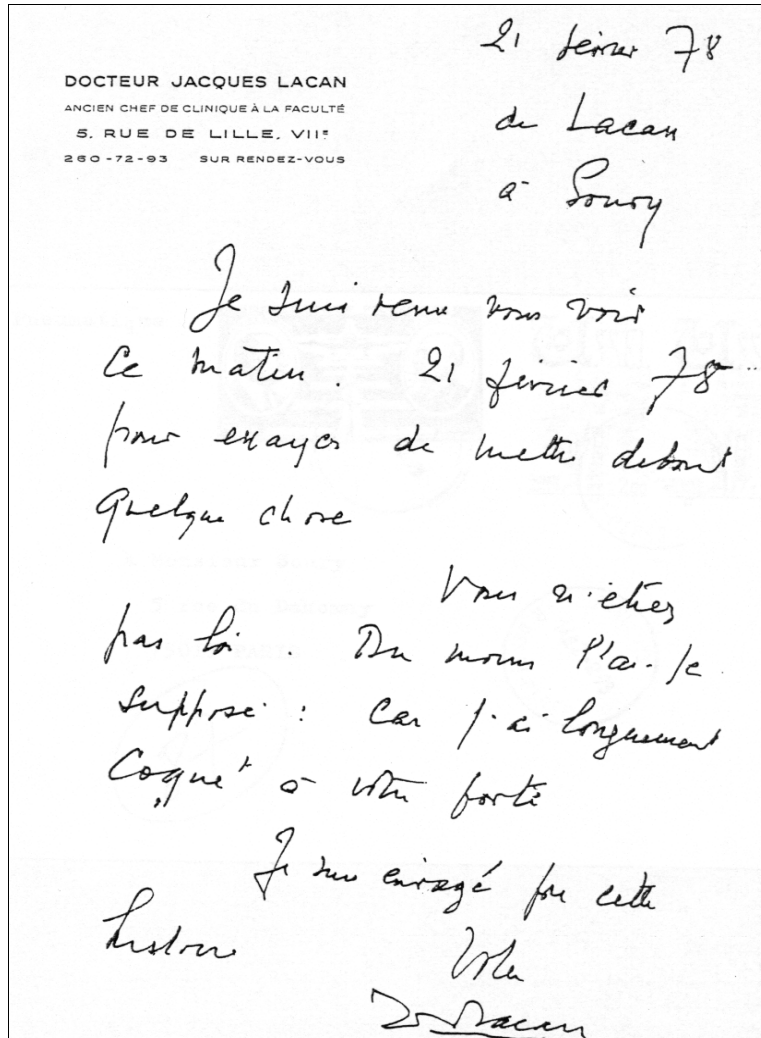 21 février 78
DOCTEUR JACQUES LACAN
ANCIEN CHEF DE CLINIQUE À LA FACULTÉ
5. RUE DE LILLE. VIIE
260-72-93 SUR RENDEZ-VOUS
de Lacan
à Soury
Je suis venu vous voir
ce matin. 21 février 78
pour essayer de mettre debout
quelque chose
Vous n'étiez
pas là. Du moins l'ai-je
supposé : car j'ai longuement
Coqué à votre porte
Je suis enragé par cette
histoire
Votre
J Lacan